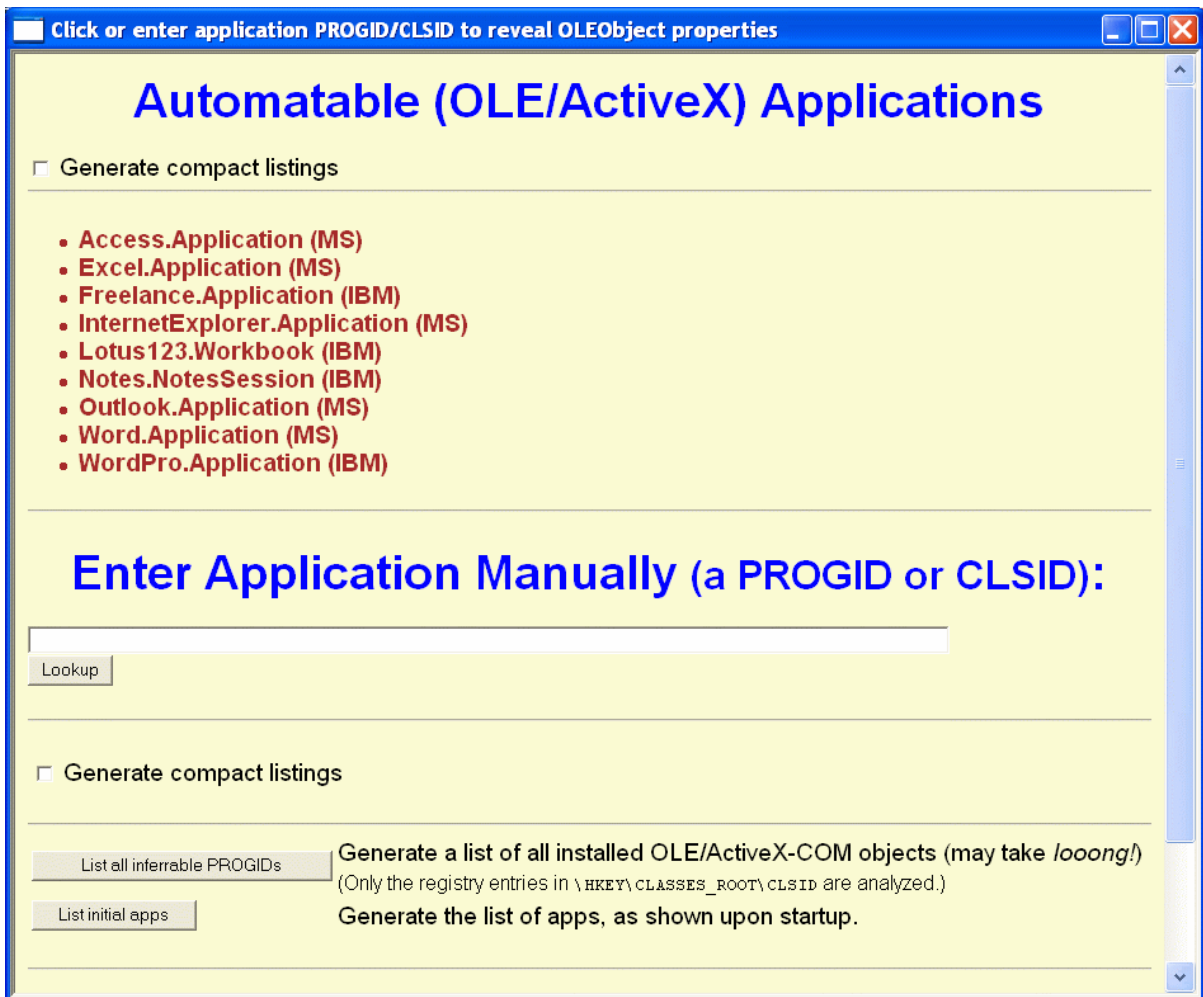 Click or enter application PROGID/CLSID to reveal OLEObject properties
Automatable (OLE/ActiveX) Applications
Generate compact listings
Access.Application (MS)
Excel.Application (MS)
Freelance.Application (IBM)
InternetExplorer.Application (MS)
Lotus123.Workbook (IBM)
Notes.NotesSession (IBM)
Outlook.Application (MS)
Word.Application (MS)
WordPro.Application (IBM)
Enter Application Manually (a PROGID or CLSID):
Lookup
Generate compact listings
List all inferrable PROGIDs
Generate a list of all installed OLE/ActiveX-COM objects (may take looong!)
(Only the registry entries in \HKEY\CLASSES_ROOT\CLSID are analyzed.)
List initial apps
Generate the list of apps, as shown upon startup.